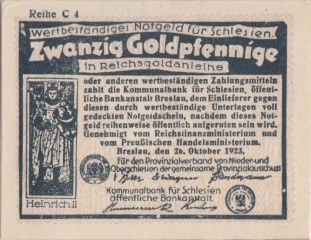 Reihe C 4
Wertbeständiges Notgeld für Schlesien.
Zwanzig Goldpfennige
in Reichsgoldanleihe
oder anderen wertbeständigen Zahlungsmitteln
zahlt die Kommunalbank für Schlesien, öffent-
liche Bankanstalt Breslau, dem Einlieferer gegen
diesen durch wertbeständige Unterlagen voll
gedeckten Notgeldschein, nachdem dieses Not-
geld reihenweise öffentlich aufgerufen sein wird.
Genehmigt vom Reichsfinanzministerium und
vom Preußischen Handelsministerium.
Breslau, den 26. Oktober 1923.
für den Provinzialverband von Nieder- und
Oberschlesien der gemeinsame Provinzialausschuß
Kommunalbank für Schlesien
öffentliche Bankanstalt.
Heinrich II